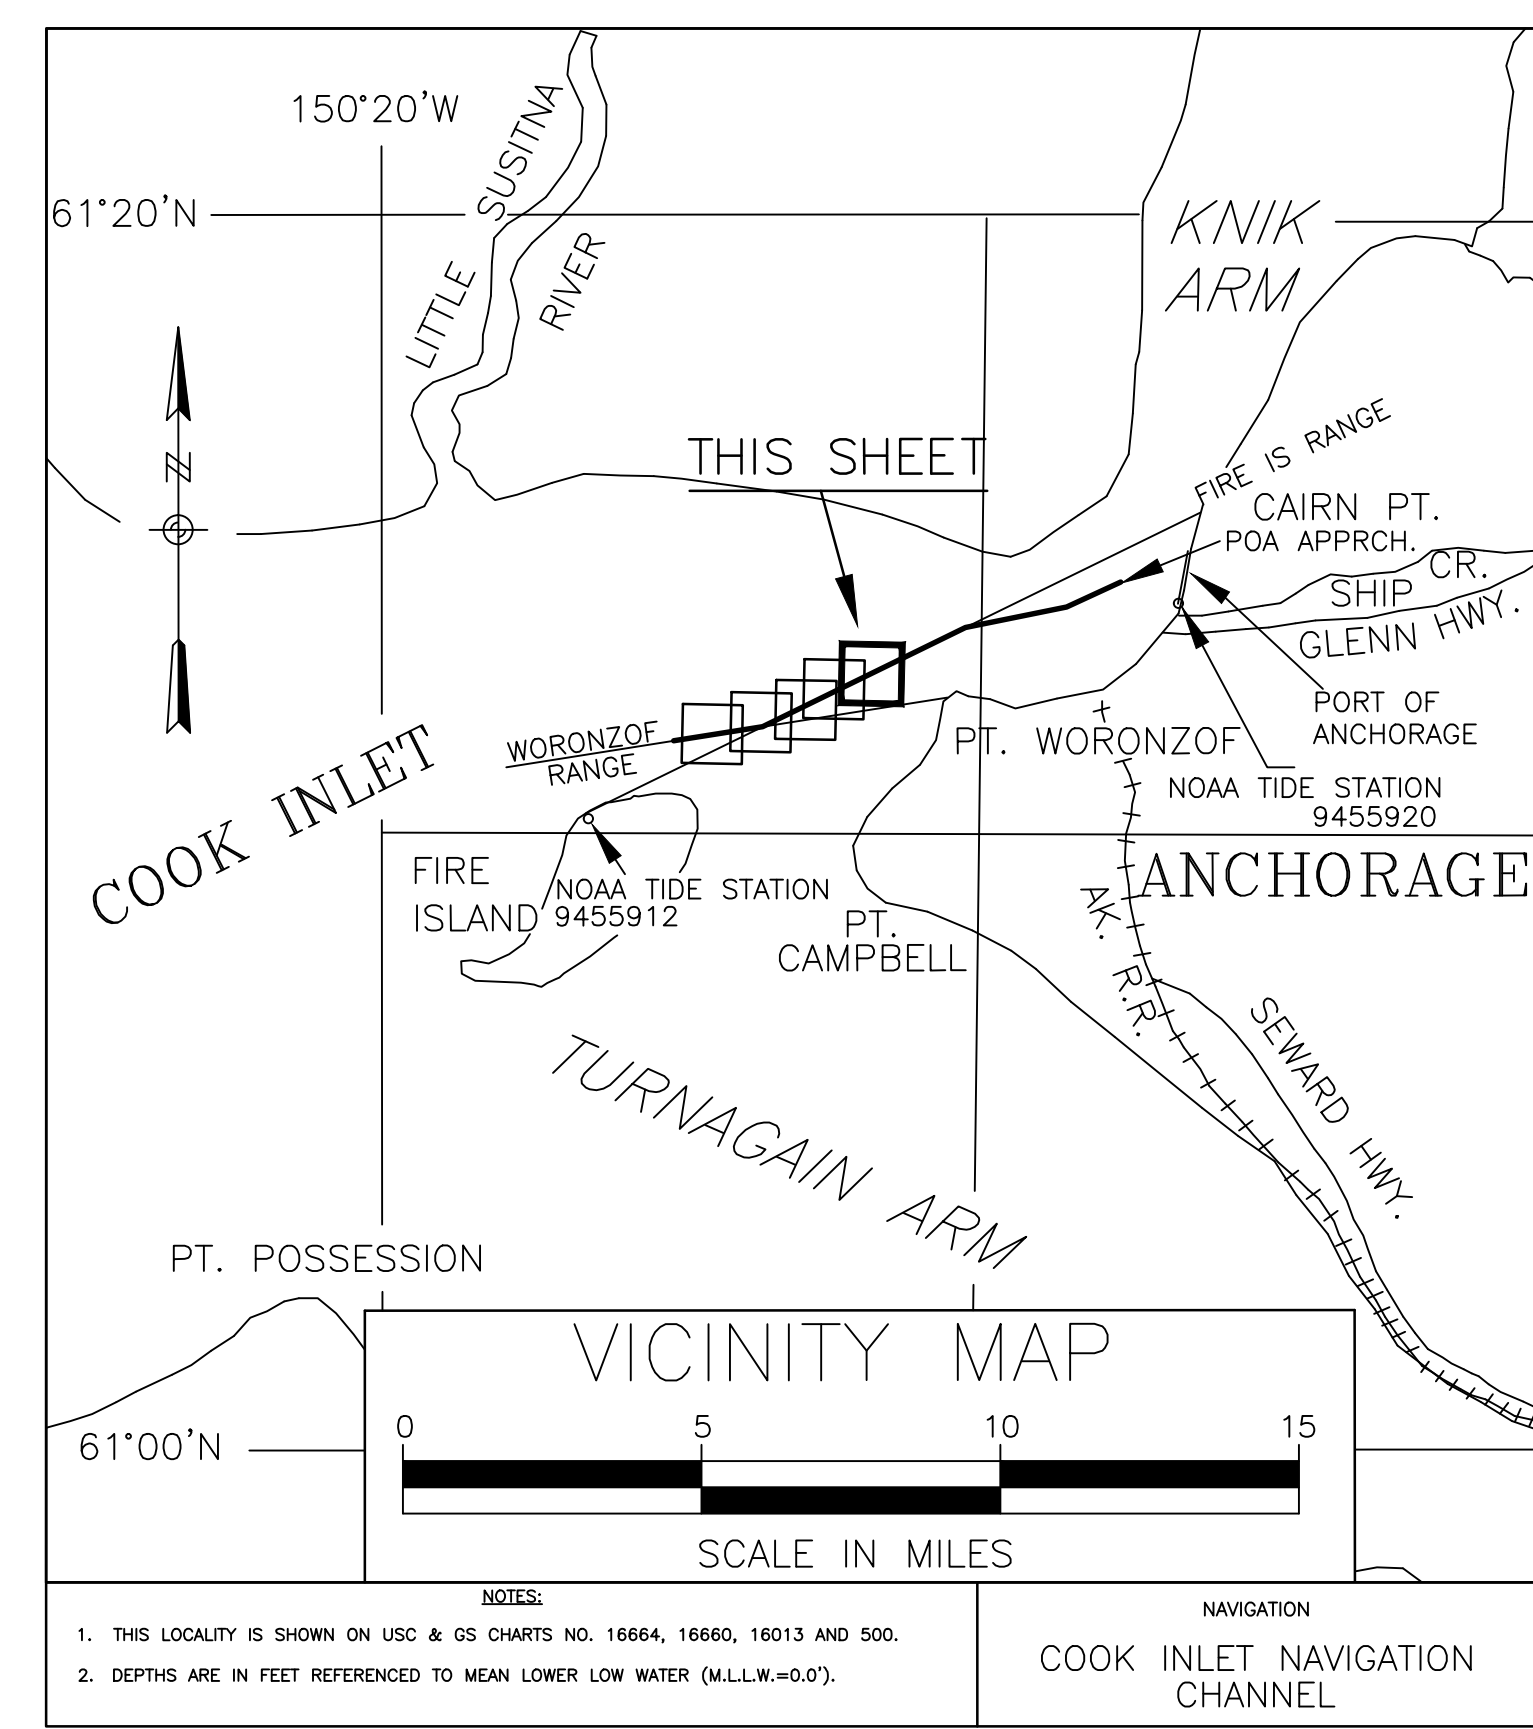 150°20'W
61°20'N
LITTLE SUSITNA
RIVER
KNIK
ARM
N
THIS SHEET
FIRE IS RANGE
CAIRN PT.
POA APPRCH.
SHIP CR.
GLENN HWY.
PORT OF
ANCHORAGE
WORONZOF
RANGE
PT. WORONZOF
COOK INLET
NOAA TIDE STATION
9455920
FIRE
ISLAND
NOAA TIDE STATION
9455912
ANCHORAGE
AK. R.R.
PT.
CAMPBELL
SEWARD HWY.
TURNAGAIN ARM
PT. POSSESSION
VICINITY MAP
0 5 10 15
61°00'N
SCALE IN MILES
NOTES:
1. THIS LOCALITY IS SHOWN ON USC & GS CHARTS NO. 16664, 16660, 16013 AND 500.
2. DEPTHS ARE IN FEET REFERENCED TO MEAN LOWER LOW WATER (M.L.L.W.=0.0').
NAVIGATION
COOK INLET NAVIGATION
CHANNEL